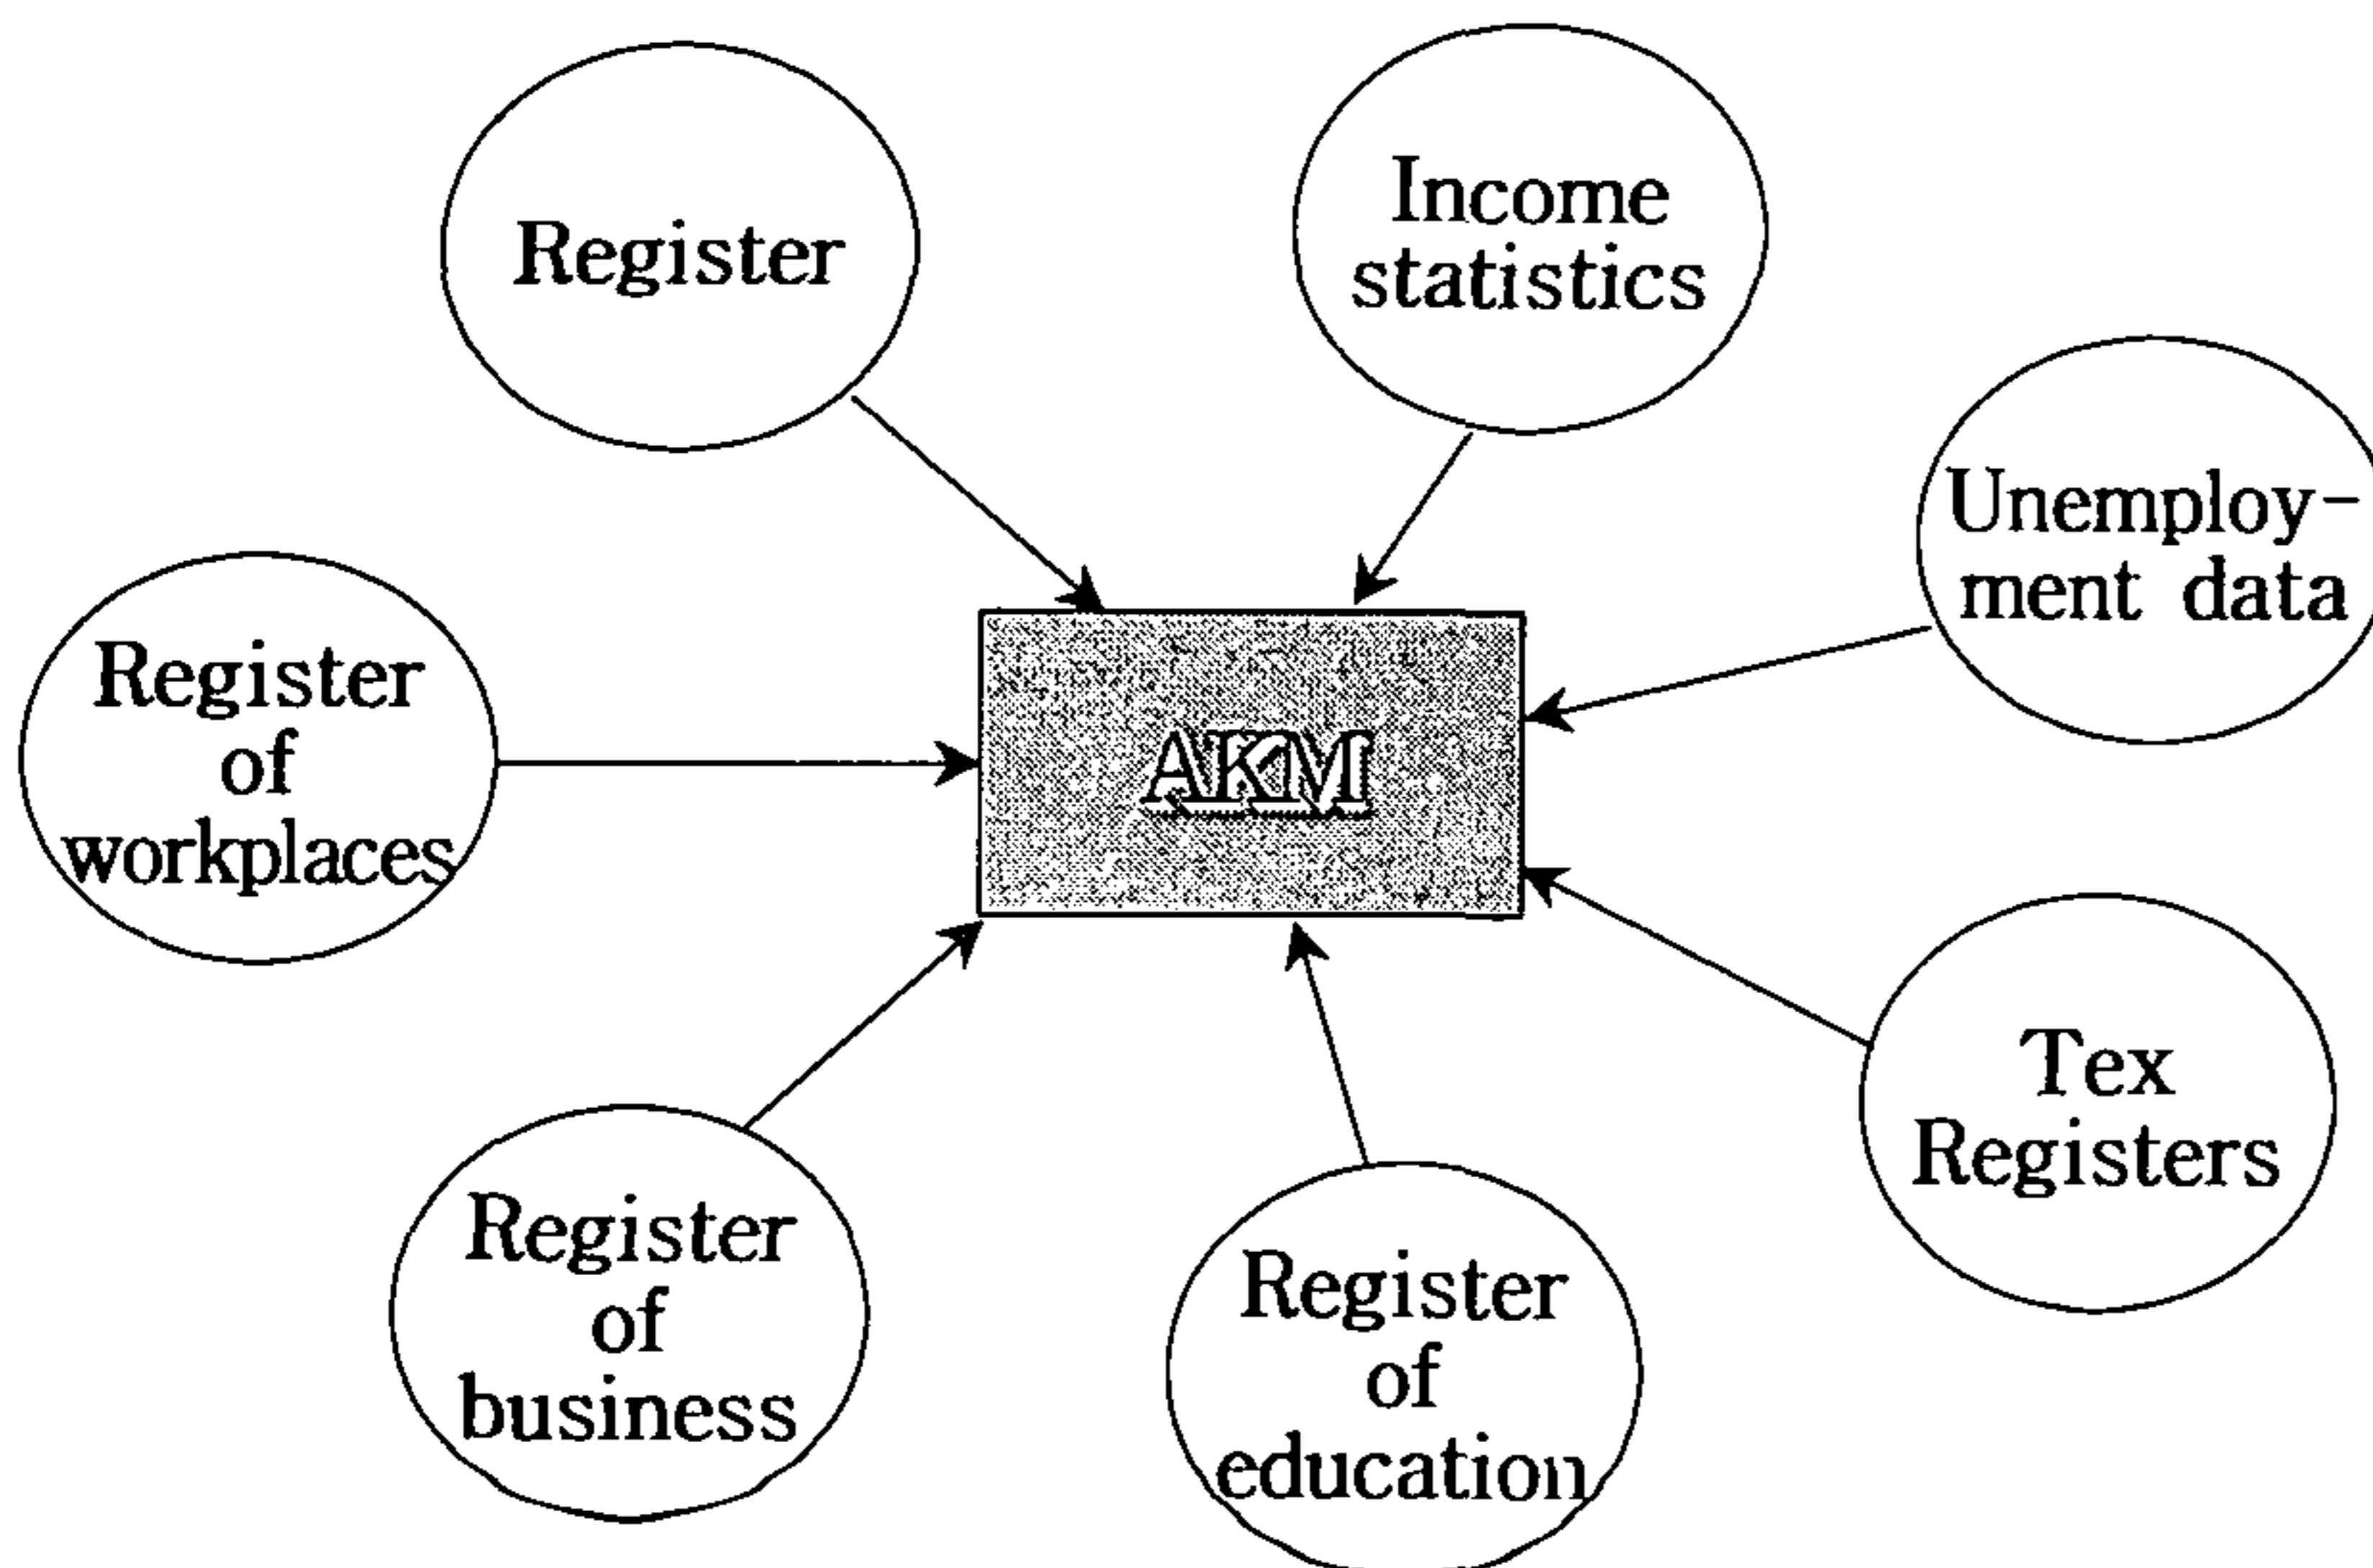 Register
Income
statistics
Unemploy-
ment data
Register
of
workplaces
AKM
Tex
Registers
Register
of
business
Register
of
education